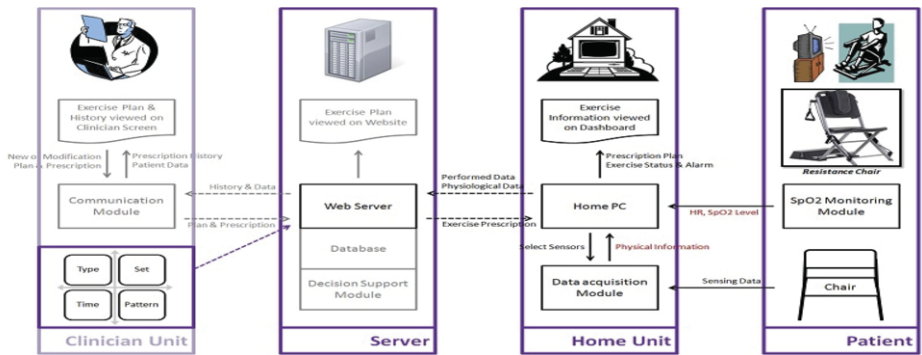 Exercise Plan &
History viewed on
Clinician Screen
New or Modification
Plan & Prescription
Prescription History
Patient Data
Communication
Module
Type
Set
Time
Pattern
Clinician Unit
History & Data
Plan & Prescription
Exercise Plan
viewed on Website
Web Server
Database
Decision Support
Module
Server
Performed Data
Physiological Data
Exercise Prescription
Exercise
Information viewed
on Dashboard
Prescription Plan
Exercise Status & Alarm
Home PC
Select Sensors
Physical Information
Data acquisition
Module
Home Unit
HR, SpO2 Level
Sensing Data
Resistance Chair
SpO2 Monitoring
Module
Chair
Patient